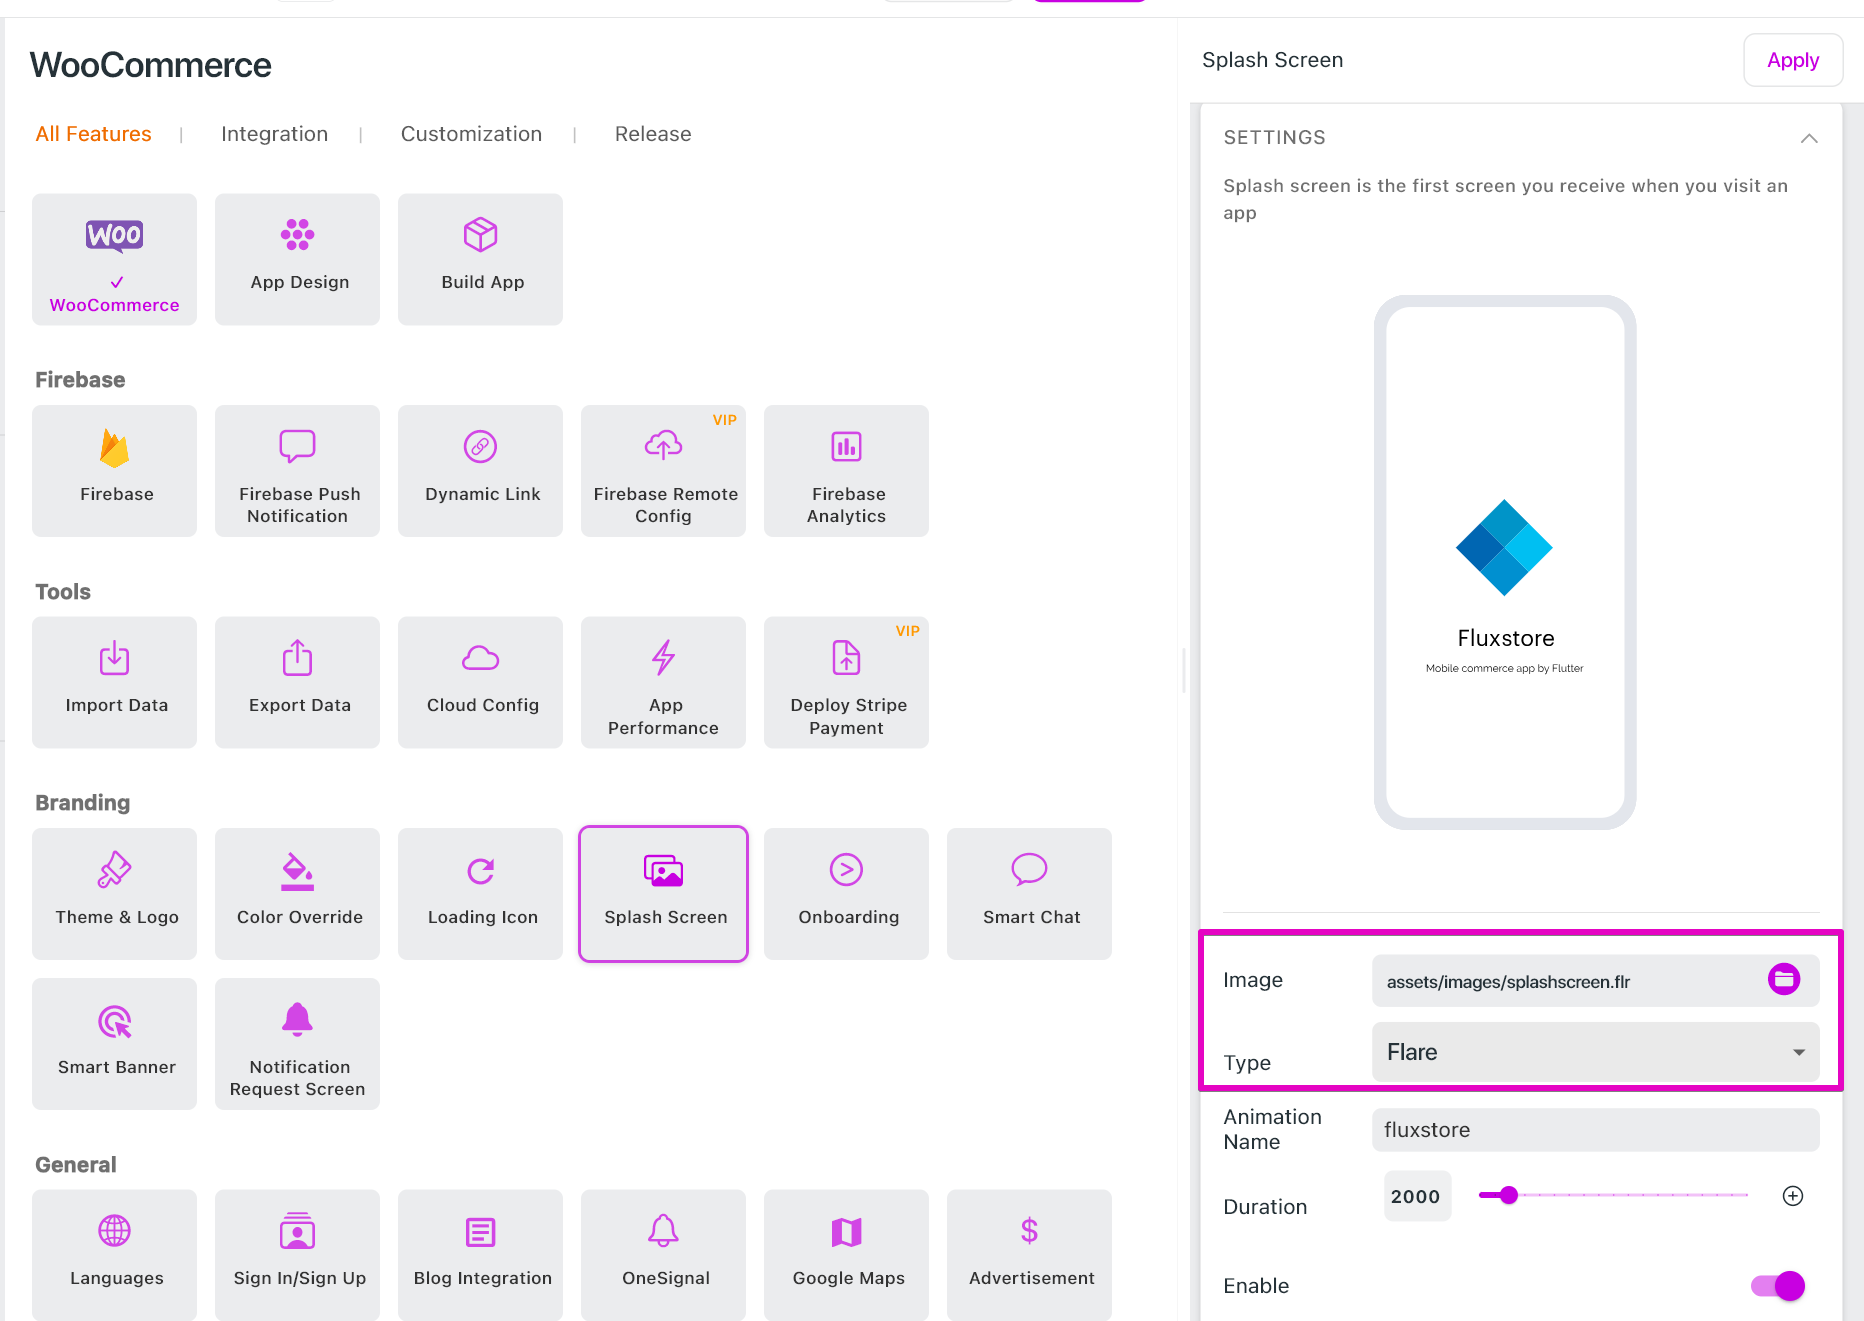 WooCommerce
All Features | Integration | Customization | Release
WOO
WooCommerce
App Design
Build App
Firebase
Firebase
Firebase Push
Notification
Dynamic Link
VIP
Firebase Remote
Config
Firebase
Analytics
Tools
Import Data
Export Data
Cloud Config
App
Performance
VIP
Deploy Stripe
Payment
Branding
Theme & Logo
Color Override
Loading Icon
Splash Screen
Onboarding
Smart Chat
Smart Banner
Notification
Request Screen
General
Languages
Sign In/Sign Up
Blog Integration
OneSignal
Google Maps
Advertisement
Splash Screen
Apply
SETTINGS
Splash screen is the first screen you receive when you visit an
app
Fluxstore
Mobile commerce app by Flutter
Image
assets/images/splashscreen.flr
Type
Flare
Animation
Name
fluxstore
Duration
2000
Enable